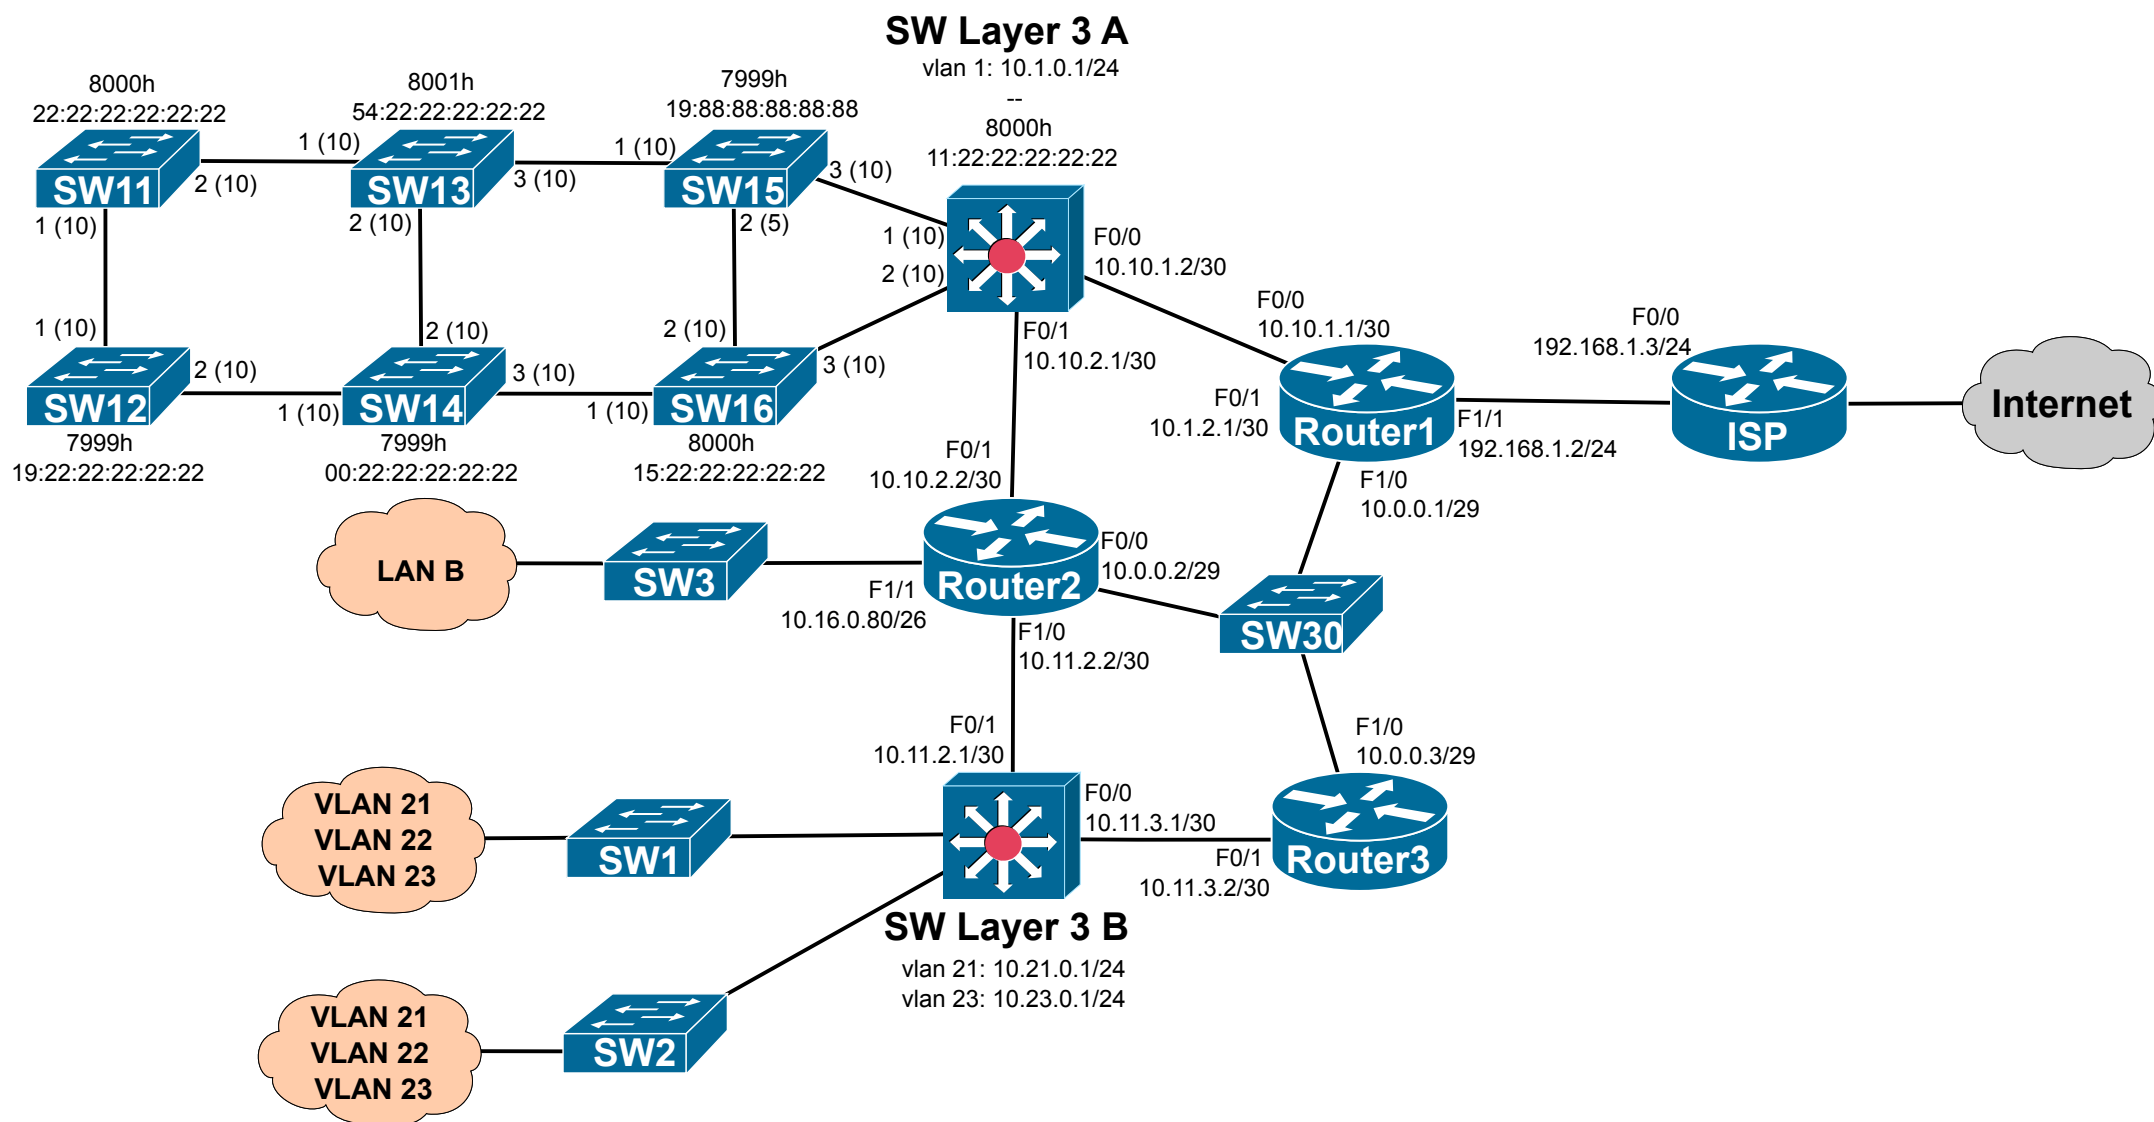 SW Layer 3 A
vlan 1: 10.1.0.1/24
--
8000h
11:22:22:22:22:22
8000h
22:22:22:22:22:22
8001h
54:22:22:22:22:22
7999h
19:88:88:88:88:88
SW11
2 (10)
1 (10)
1 (10)
SW13
3 (10)
2 (10)
1 (10)
SW15
3 (10)
2 (5)
1 (10)
2 (10)
F0/0
10.10.1.2/30
F0/1
10.10.2.1/30
1 (10)
SW12
2 (10)
7999h
19:22:22:22:22:22
2 (10)
1 (10)
SW14
3 (10)
7999h
00:22:22:22:22:22
2 (10)
1 (10)
SW16
3 (10)
8000h
15:22:22:22:22:22
F0/0
10.10.1.1/30
F0/1
10.1.2.1/30
Router1
F1/1
192.168.1.2/24
F1/0
10.0.0.1/29
F0/0
192.168.1.3/24
ISP
Internet
F0/1
10.10.2.2/30
LAN B
SW3
F1/1
10.16.0.80/26
Router2
F0/0
10.0.0.2/29
F1/0
10.11.2.2/30
SW30
F0/1
10.11.2.1/30
F1/0
10.0.0.3/29
VLAN 21
VLAN 22
VLAN 23
SW1
F0/0
10.11.3.1/30
F0/1
10.11.3.2/30
Router3
SW Layer 3 B
vlan 21: 10.21.0.1/24
vlan 23: 10.23.0.1/24
VLAN 21
VLAN 22
VLAN 23
SW2